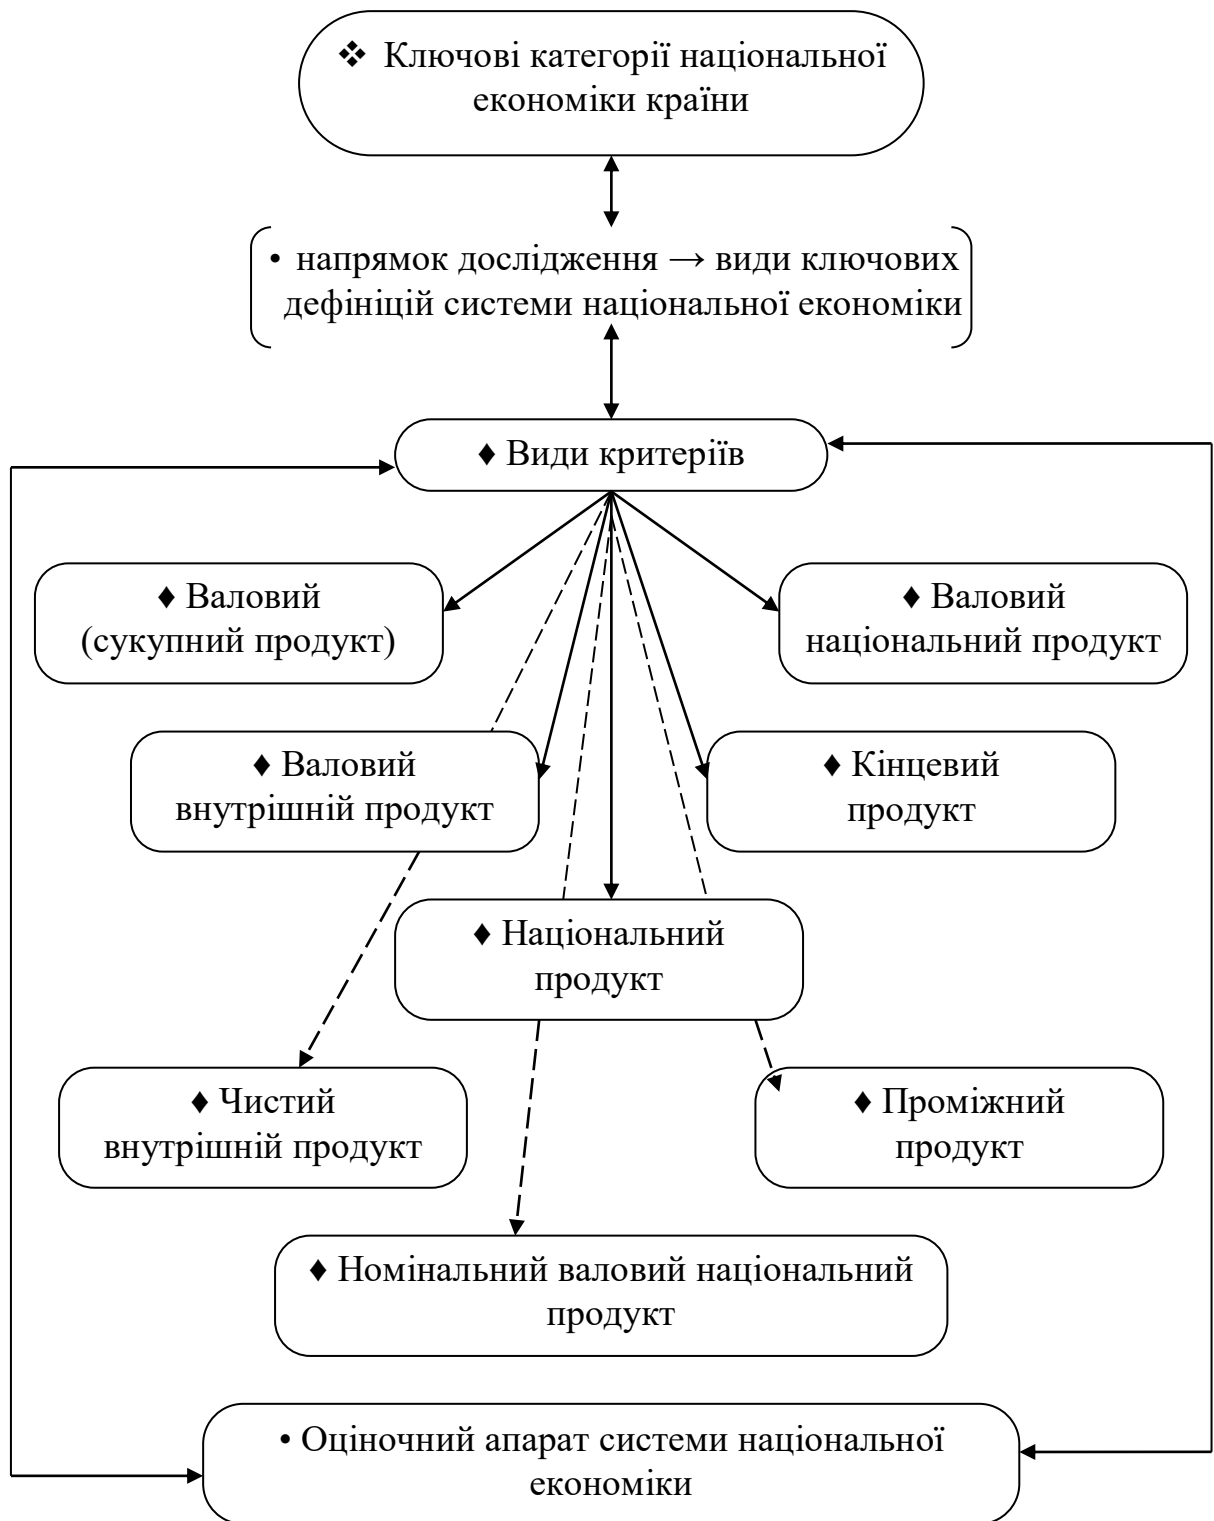 ❖ Ключові категорії національної
економіки країни
• напрямок дослідження → види ключових
дефініцій системи національної економіки
♦ Види критеріїв
♦ Валовий
(сукупний продукт)
♦ Валовий
національний продукт
♦ Валовий
внутрішній продукт
♦ Кінцевий
продукт
♦ Національний
продукт
♦ Чистий
внутрішній продукт
♦ Проміжний
продукт
♦ Номінальний валовий національний
продукт
• Оціночний апарат системи національної
економіки